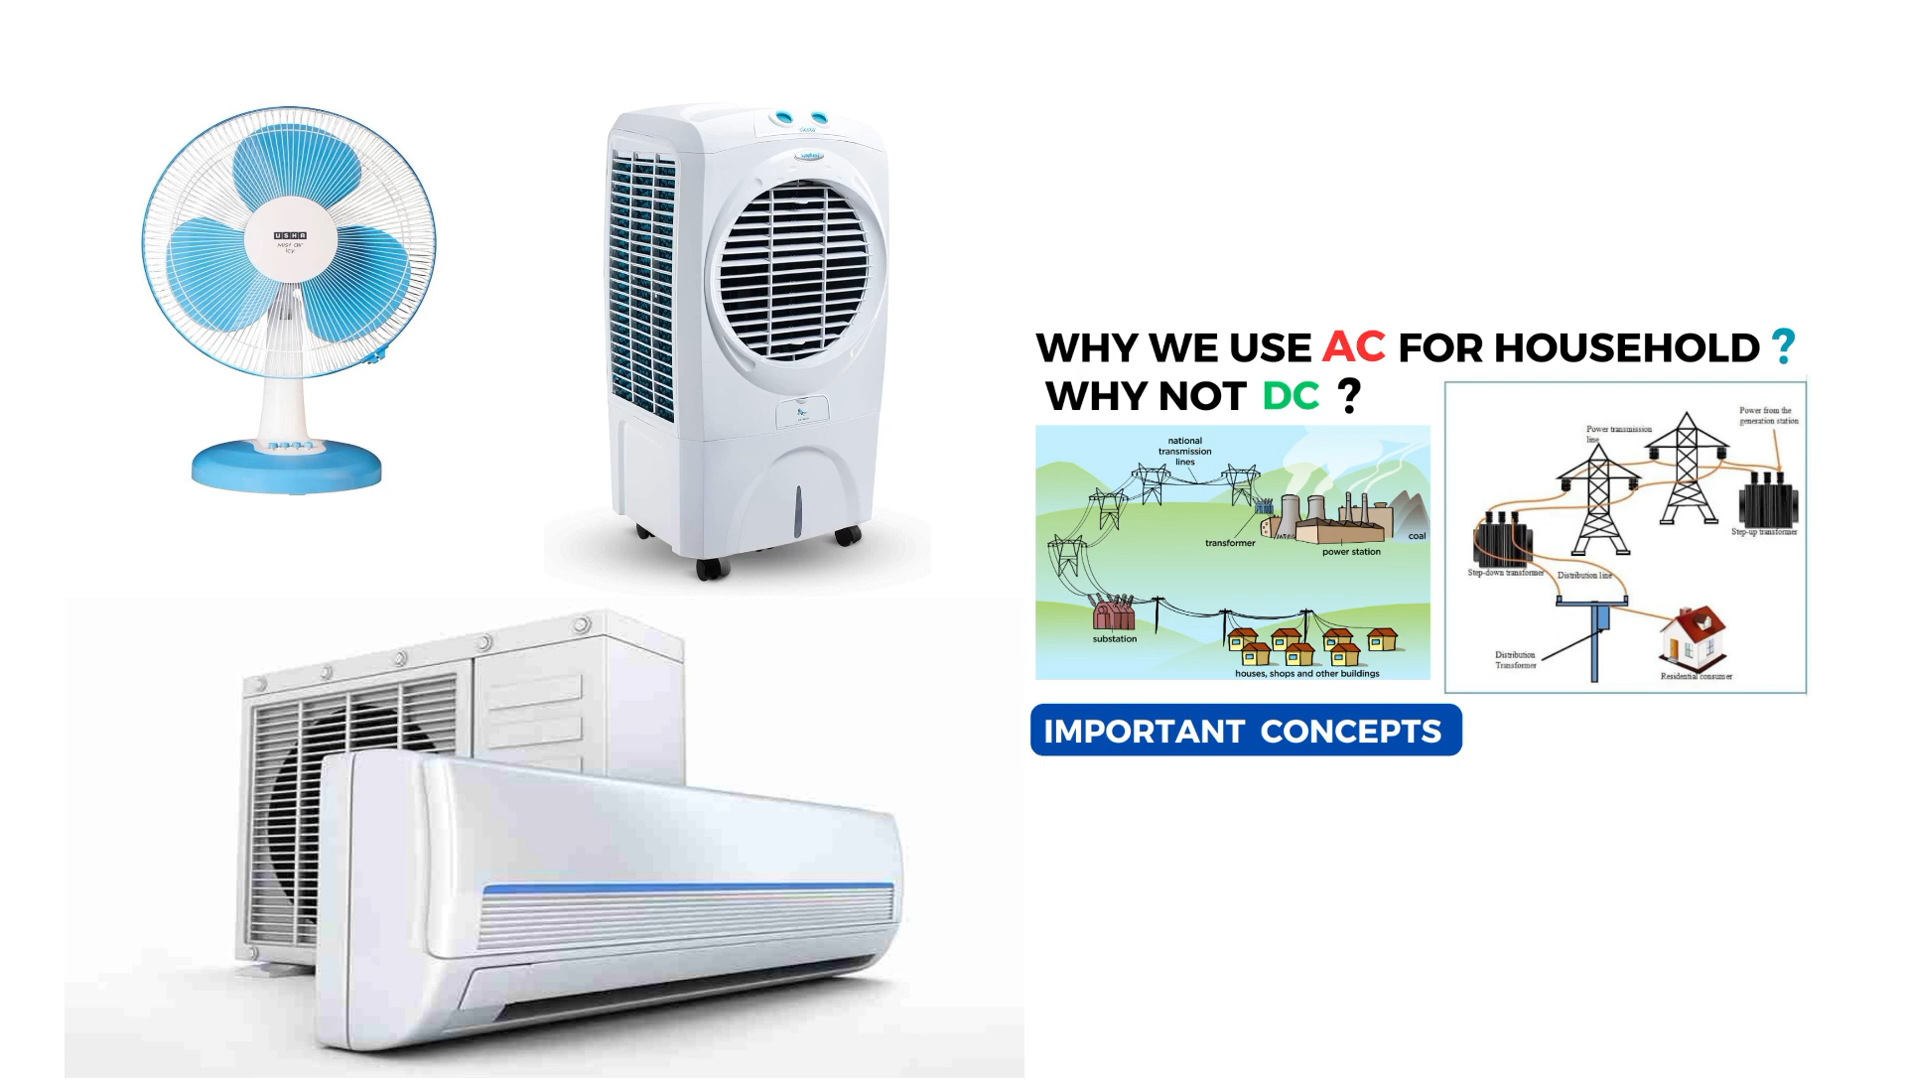 USHA
WHY WE USE AC FOR HOUSEHOLD ?
WHY NOT DC ?
national
transmission
lines
transformer
power station
coal
substation
houses, shops and other buildings
Power from the
generation station
Power transmission
line
Step-up transformer
Step-down transformer
Distribution line
Distribution
Transformer
Residential consumer
IMPORTANT CONCEPTS